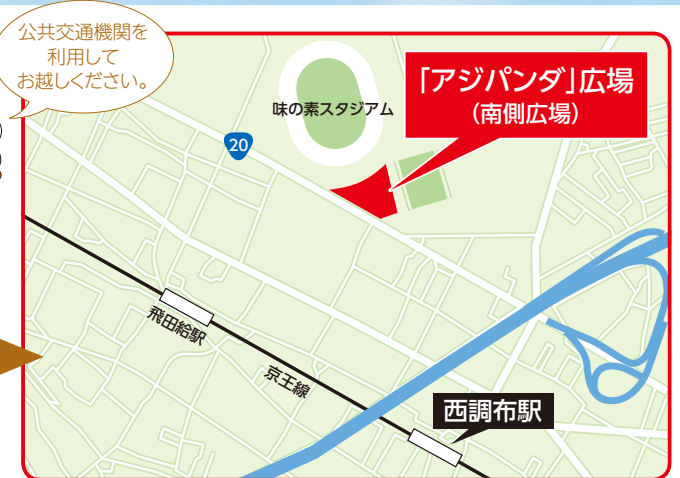 公共交通機関を
利用して
お越しください。
「アジパンダ」広場
(南側広場)
味の素スタジアム
20
飛田給駅
京王線
西調布駅